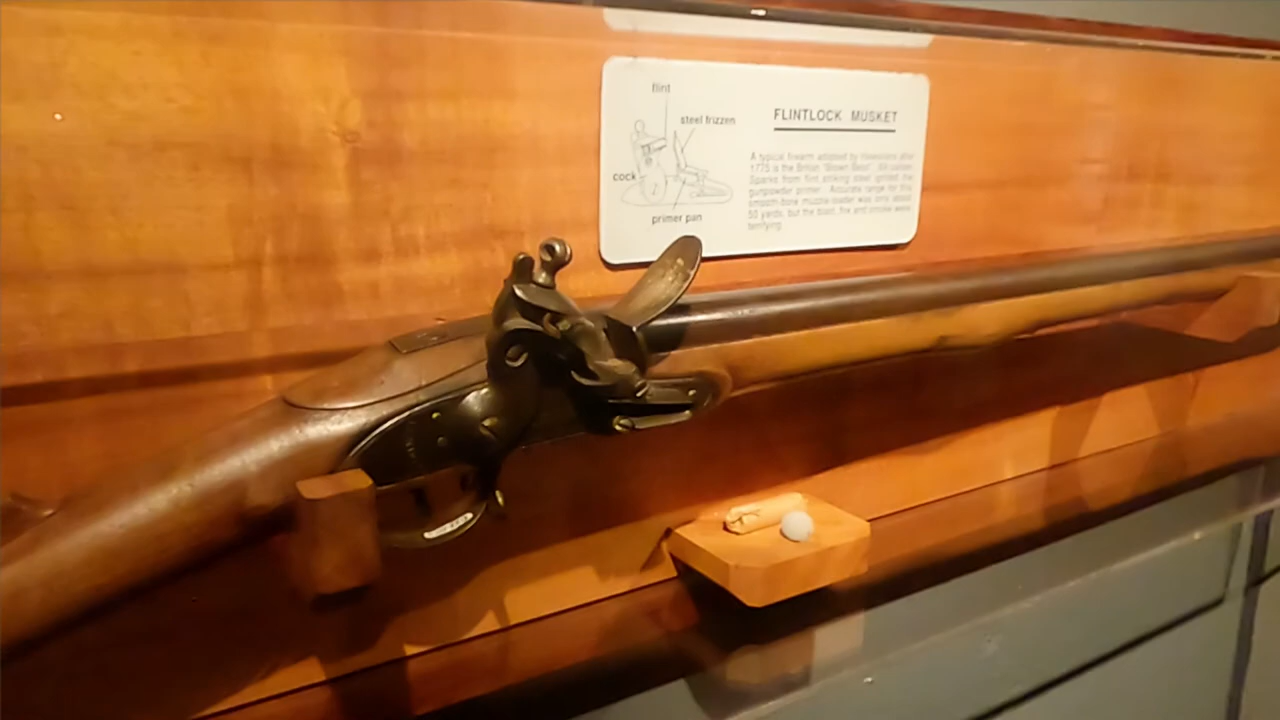 flint
steel frizzen
cock
primer pan
FLINTLOCK MUSKET
A typical firearm adopted by Hawaiians after
1775 is the British "Brown Bess", .69 caliber.
Sparks from flint striking steel ignited the
gunpowder primer. Accurate range for this
smooth-bore muzzle-loader was only about
50 yards, but the blast, fire and smoke were
terrifying.